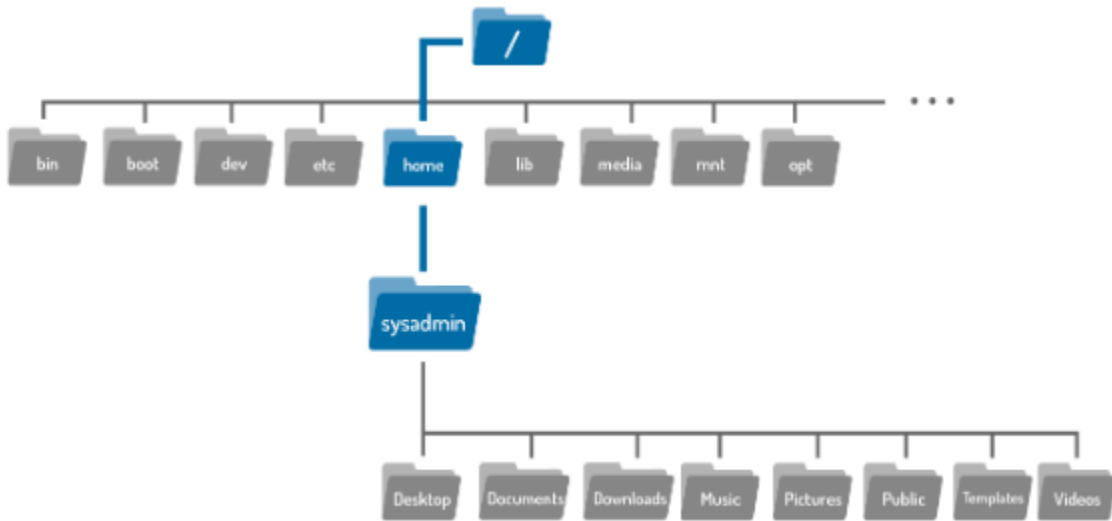 /
bin boot dev etc home lib media mnt opt ...
sysadmin
Desktop Documents Downloads Music Pictures Public Templates Videos